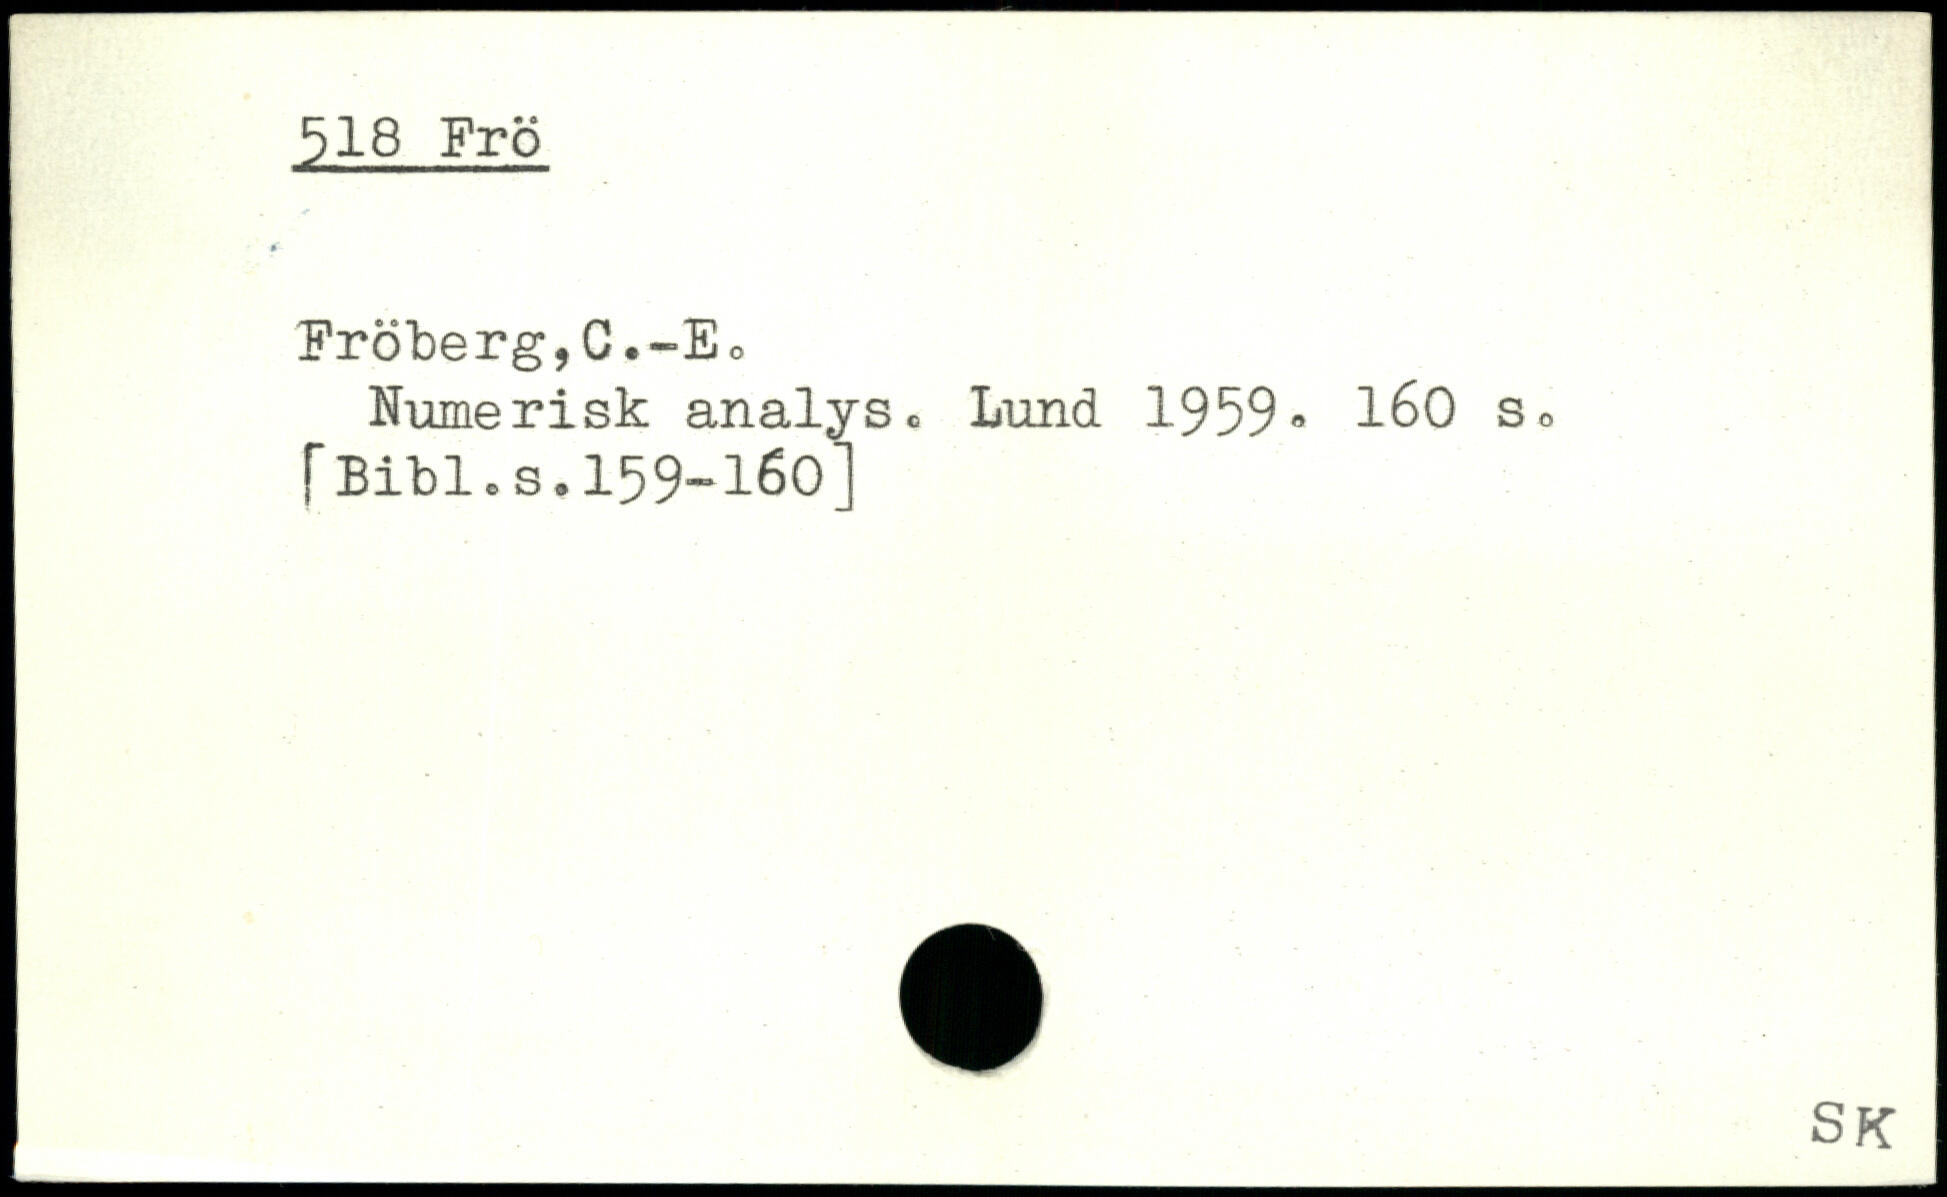 518 Frö
Fröberg,C.-E.
Numerisk analys. Lund 1959. 160 s.
[Bibl.s.159-160]
SK